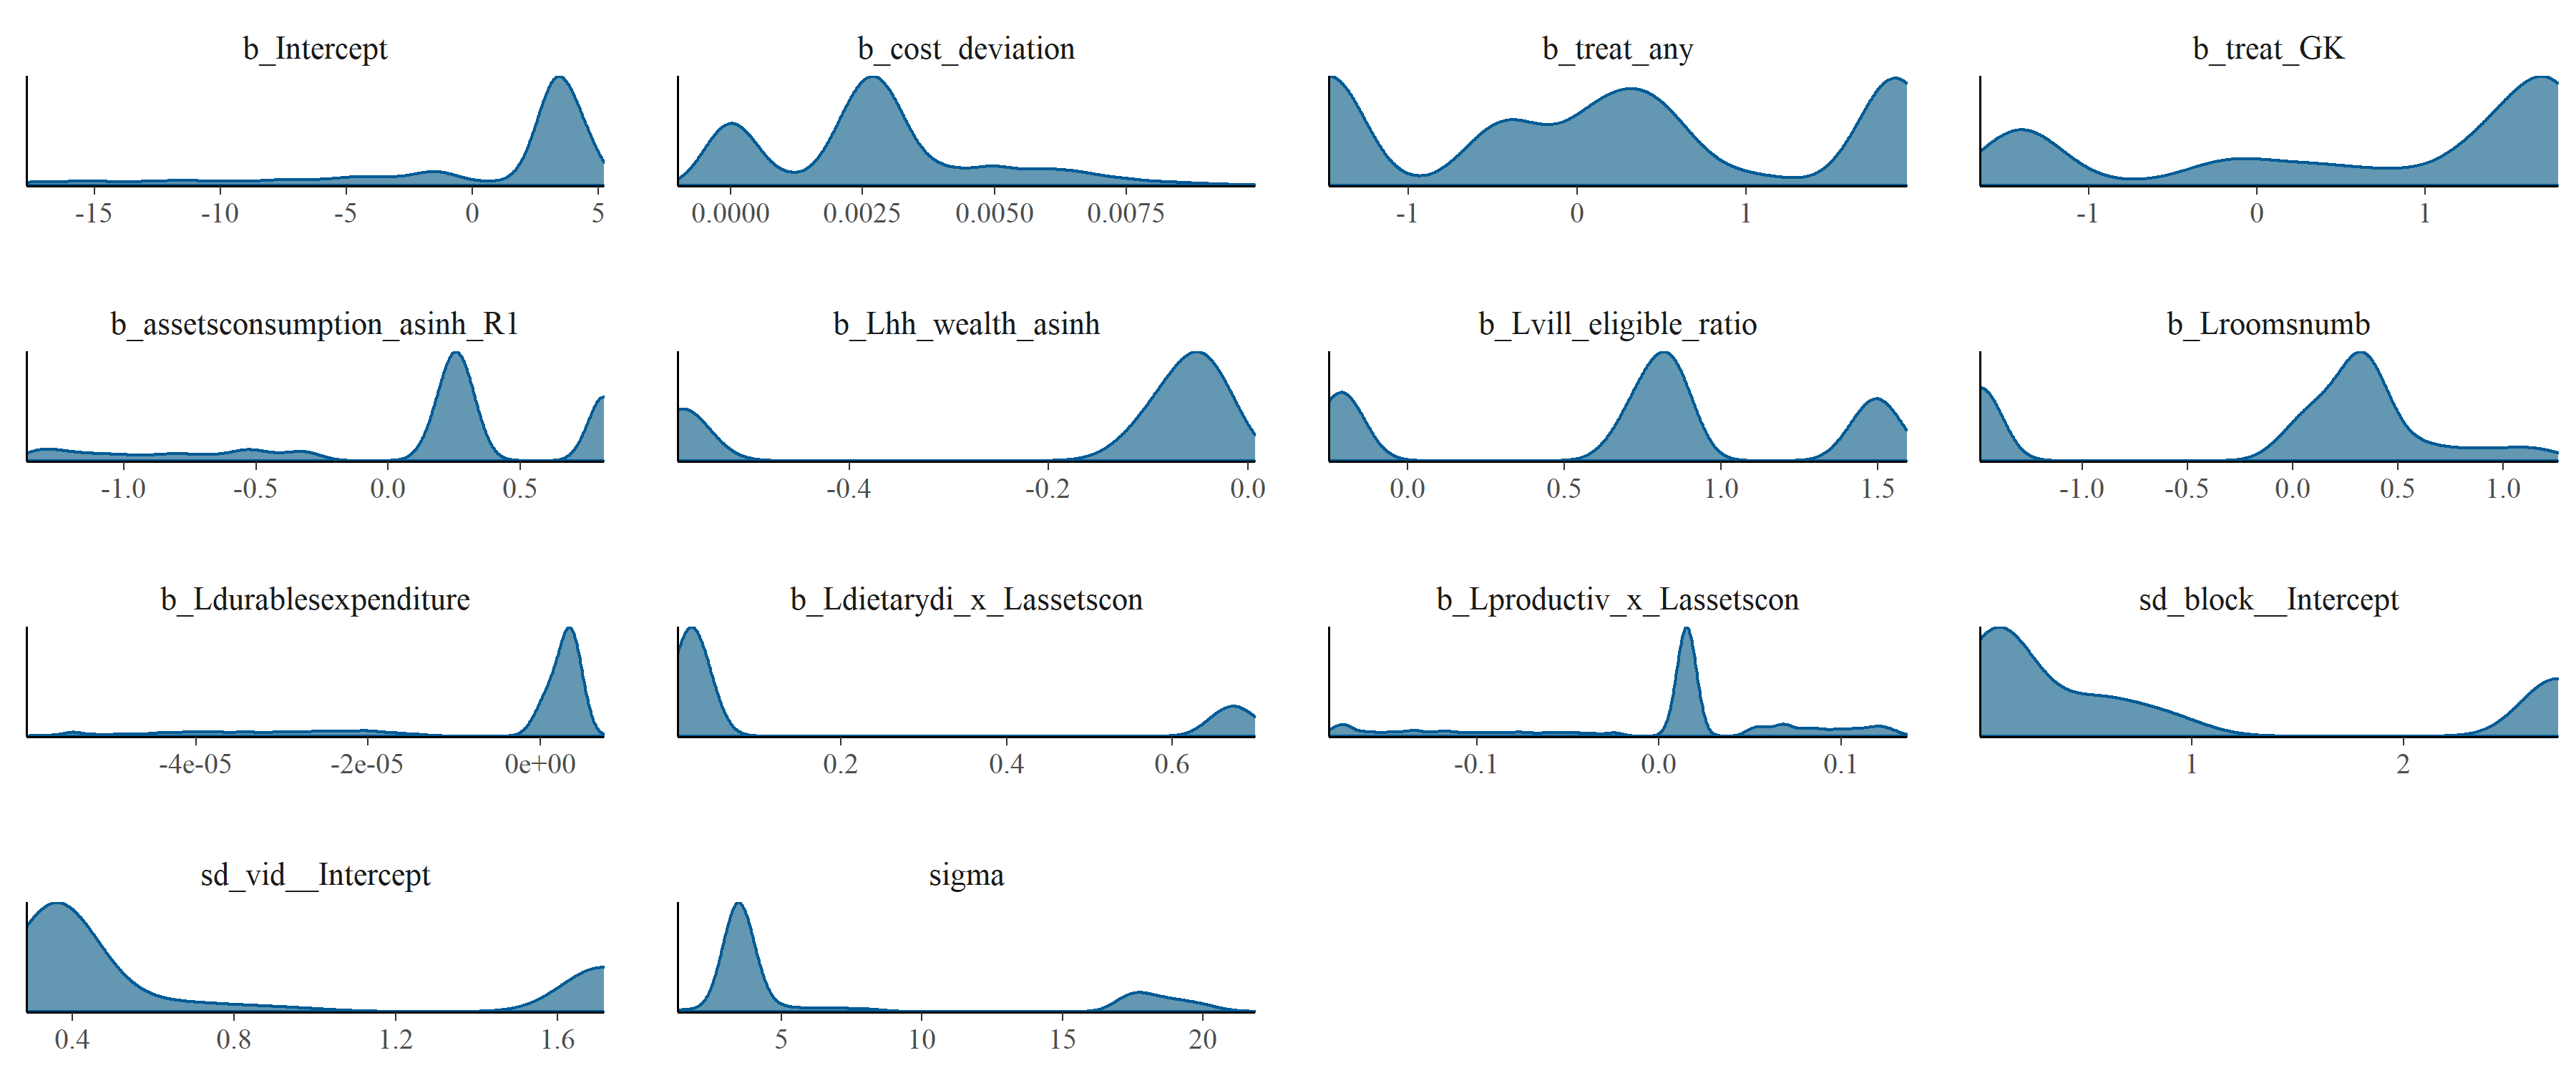 b_Intercept b_cost_deviation b_treat_any b_treat_GK
-15 -10 -5 0 5 0.0000 0.0025 0.0050 0.0075 -1 0 1 -1 0 1
b_assetsconsumption_asinh_R1 b_Lhh_wealth_asinh b_Lvill_eligible_ratio b_Lroomsnumb
-1.0 -0.5 0.0 0.5 -0.4 -0.2 0.0 0.0 0.5 1.0 1.5 -1.0 -0.5 0.0 0.5 1.0
b_Ldurablesexpenditure b_Ldietarydi_x_Lassetscon b_Lproductiv_x_Lassetscon sd_block__Intercept
-4e-05 -2e-05 0e+00 0.2 0.4 0.6 -0.1 0.0 0.1 1 2
sd_vid__Intercept sigma
0.4 0.8 1.2 1.6 5 10 15 20